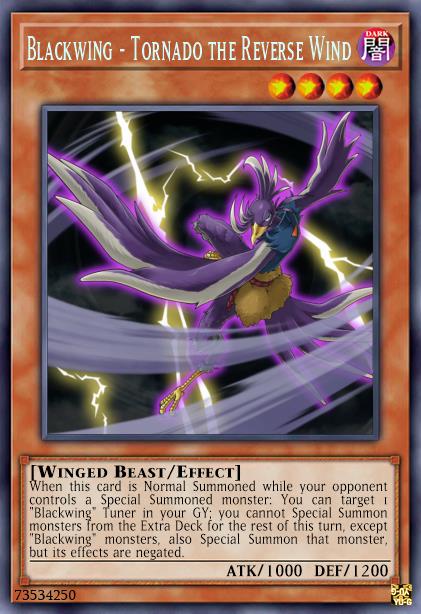 BLACKWING - TORNADO THE REVERSE WIND
DARK
闇
[WINGED BEAST/EFFECT]
When this card is Normal Summoned while your opponent
controls a Special Summoned monster: You can target 1
"Blackwing" Tuner in your GY; you cannot Special Summon
monsters from the Extra Deck for the rest of this turn, except
"Blackwing" monsters, also Special Summon that monster,
but its effects are negated.
ATK/1000 DEF/1200
73534250